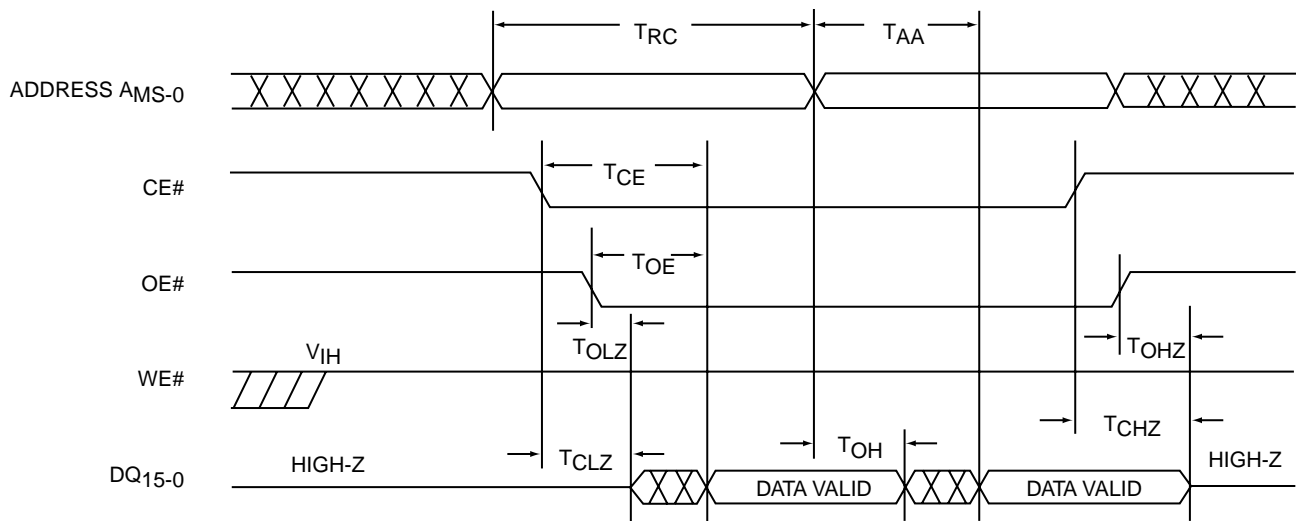 TRC TAA
ADDRESS AMS-0
TCE
CE#
TOE
OE#
TOLZ TOHZ
VIH
WE#
TCHZ
TCLZ TOH
HIGH-Z HIGH-Z
DQ15-0
DATA VALID DATA VALID